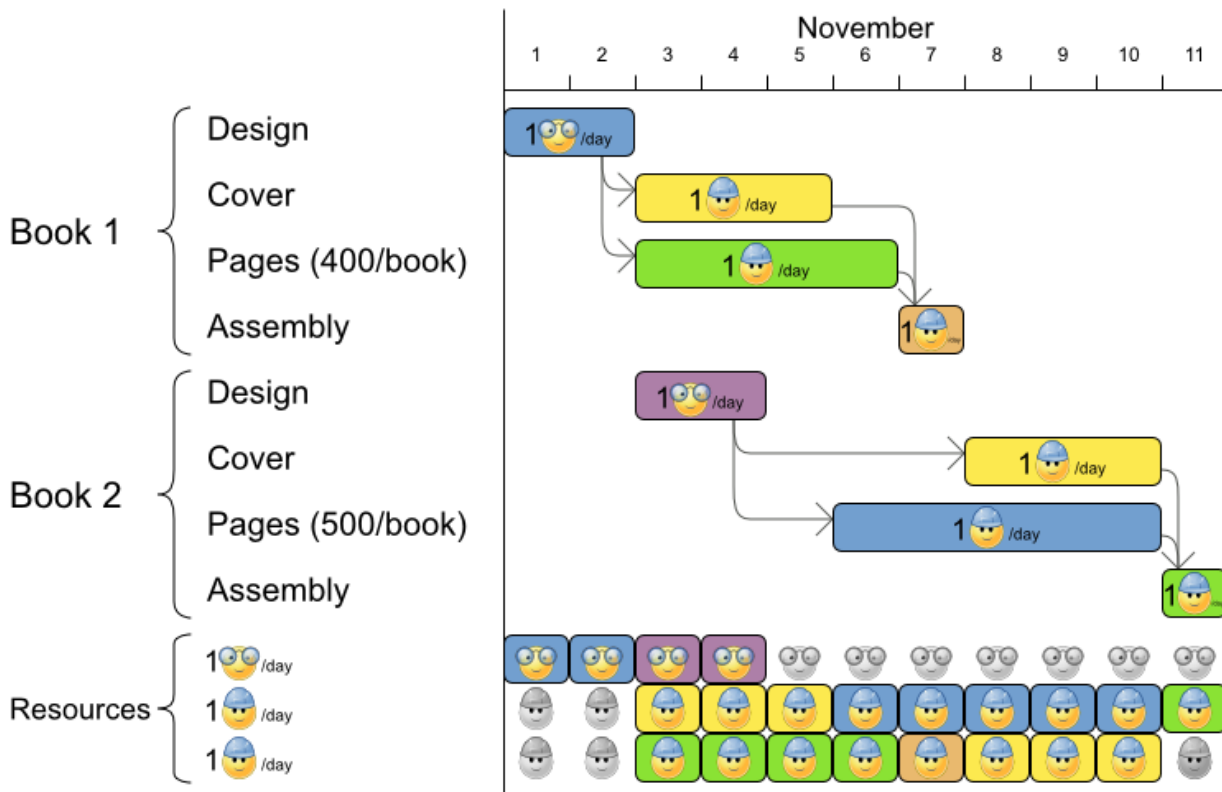 November
1 2 3 4 5 6 7 8 9 10 11
Book 1
Design
1 /day
Cover
1 /day
Pages (400/book)
1 /day
Assembly
1 /day
Book 2
Design
1 /day
Cover
1 /day
Pages (500/book)
1 /day
Assembly
1 /day
Resources
1 /day
1 /day
1 /day